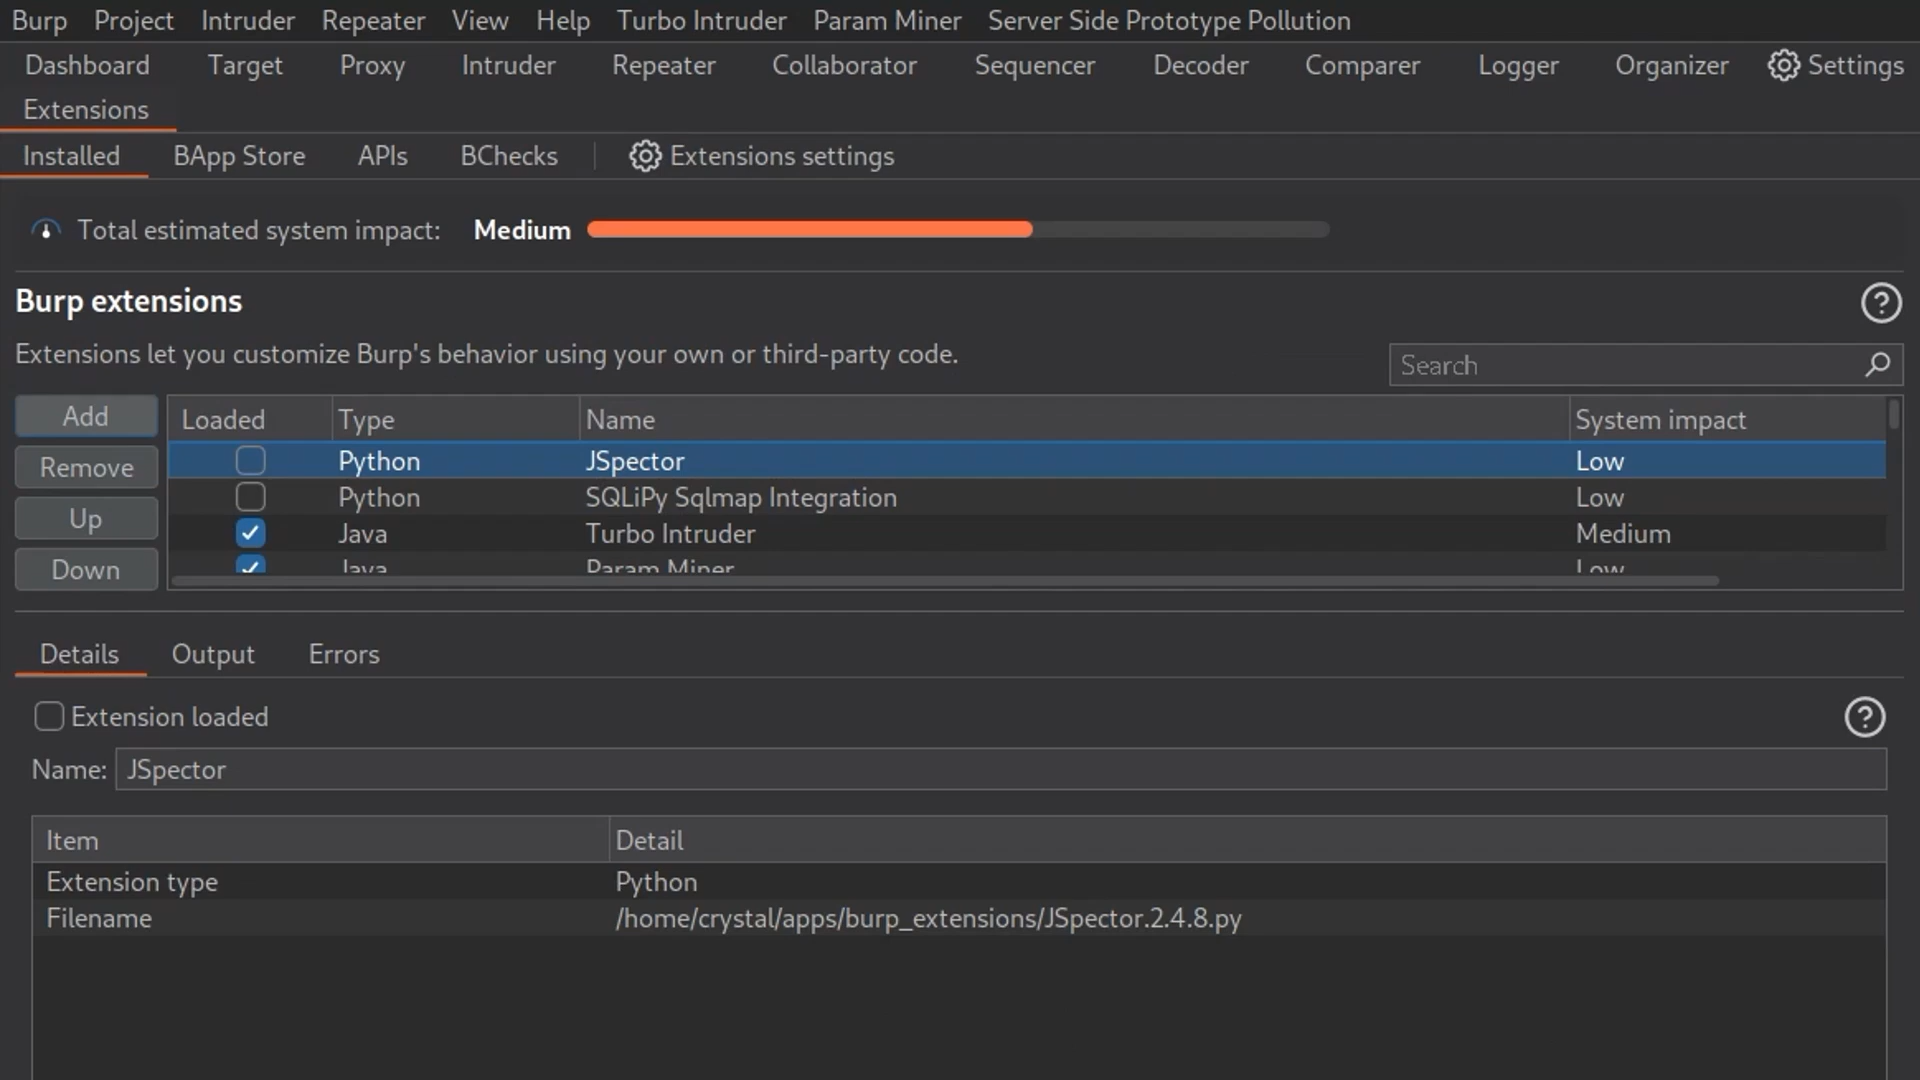 Burp Project Intruder Repeater View Help Turbo Intruder Param Miner Server Side Prototype Pollution
Dashboard Target Proxy Intruder Repeater Collaborator Sequencer Decoder Comparer Logger Organizer Settings
Extensions
Installed BApp Store APIs BChecks Extensions settings
Total estimated system impact: Medium
Burp extensions
?
Extensions let you customize Burp's behavior using your own or third-party code.
Search
Add
Remove
Up
Down
Loaded Type Name System impact
Python JSpector Low
Python SQLiPy Sqlmap Integration Low
Java Turbo Intruder Medium
Java Param Miner Low
Details Output Errors
Extension loaded
?
Name: JSpector
Item Detail
Extension type Python
Filename /home/crystal/apps/burp_extensions/JSpector.2.4.8.py